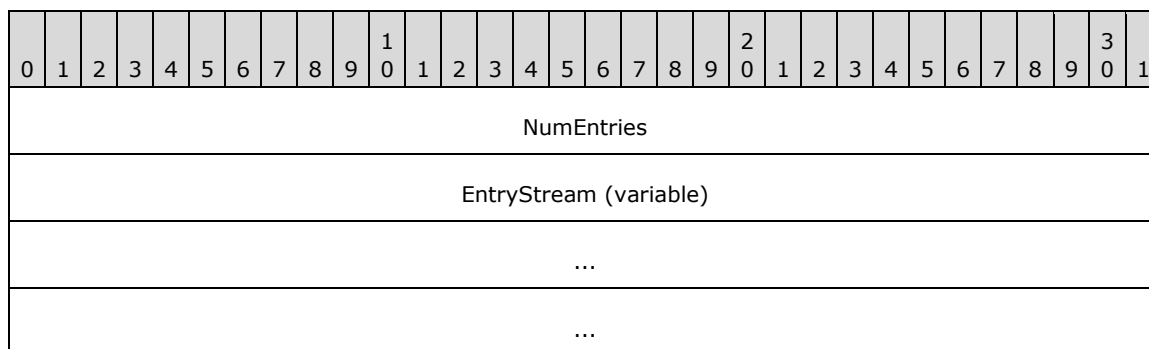 1 2 3
0 1 2 3 4 5 6 7 8 9 0 1 2 3 4 5 6 7 8 9 0 1 2 3 4 5 6 7 8 9 0 1
NumEntries
EntryStream (variable)
...
...